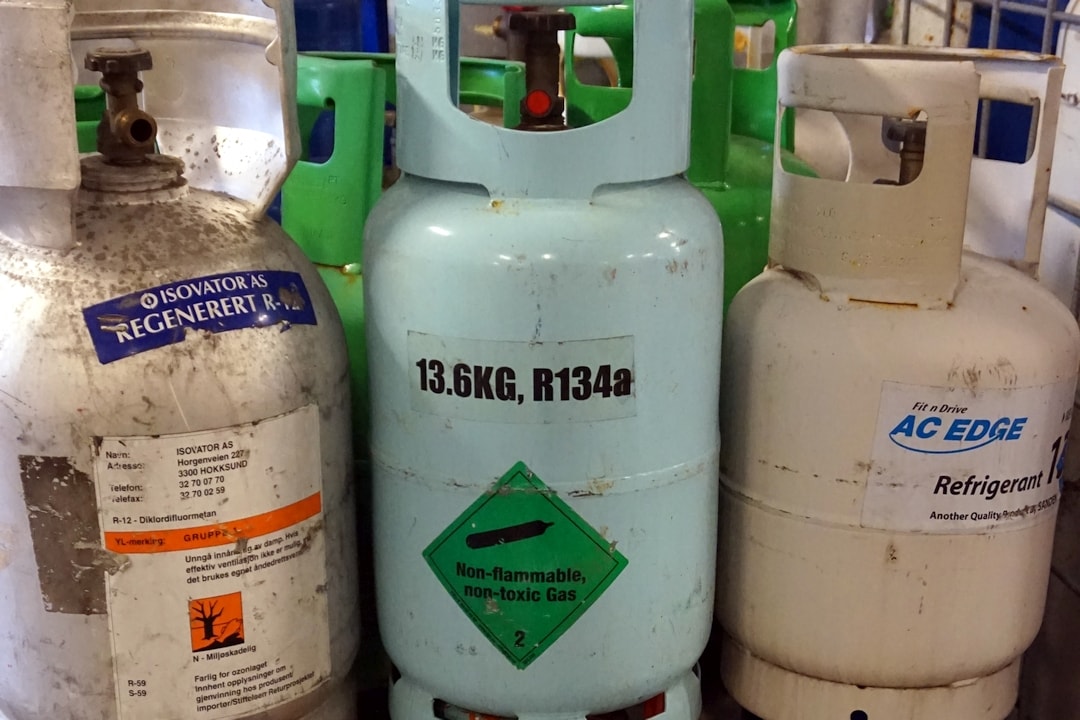 ISOVATOR AS
REGENERERT R-12
Navn: ISOVATOR AS
Adresse: Horgenveien 227
3300 HOKKSUND
Telefon: 32 70 07 70
Telefax: 32 70 02 59
R-12 - Diklordifluormetan
YL-merking: GRUPPE
Unngå innånding av damp. Hvis
effektiv ventilasjon ikke er mulig
det brukes egnet åndedrettsvern
N - Miljøskadelig
R-59
S-59
Farlig for ozonlaget
Innhent opplysninger om
gjenvinning hos produsent/
importør/Stiftelsen Returprosjekter
13.6KG, R134a
Non-flammable,
non-toxic Gas
2
Fit n Drive
AC EDGE
Refrigerant
Another Quality Product